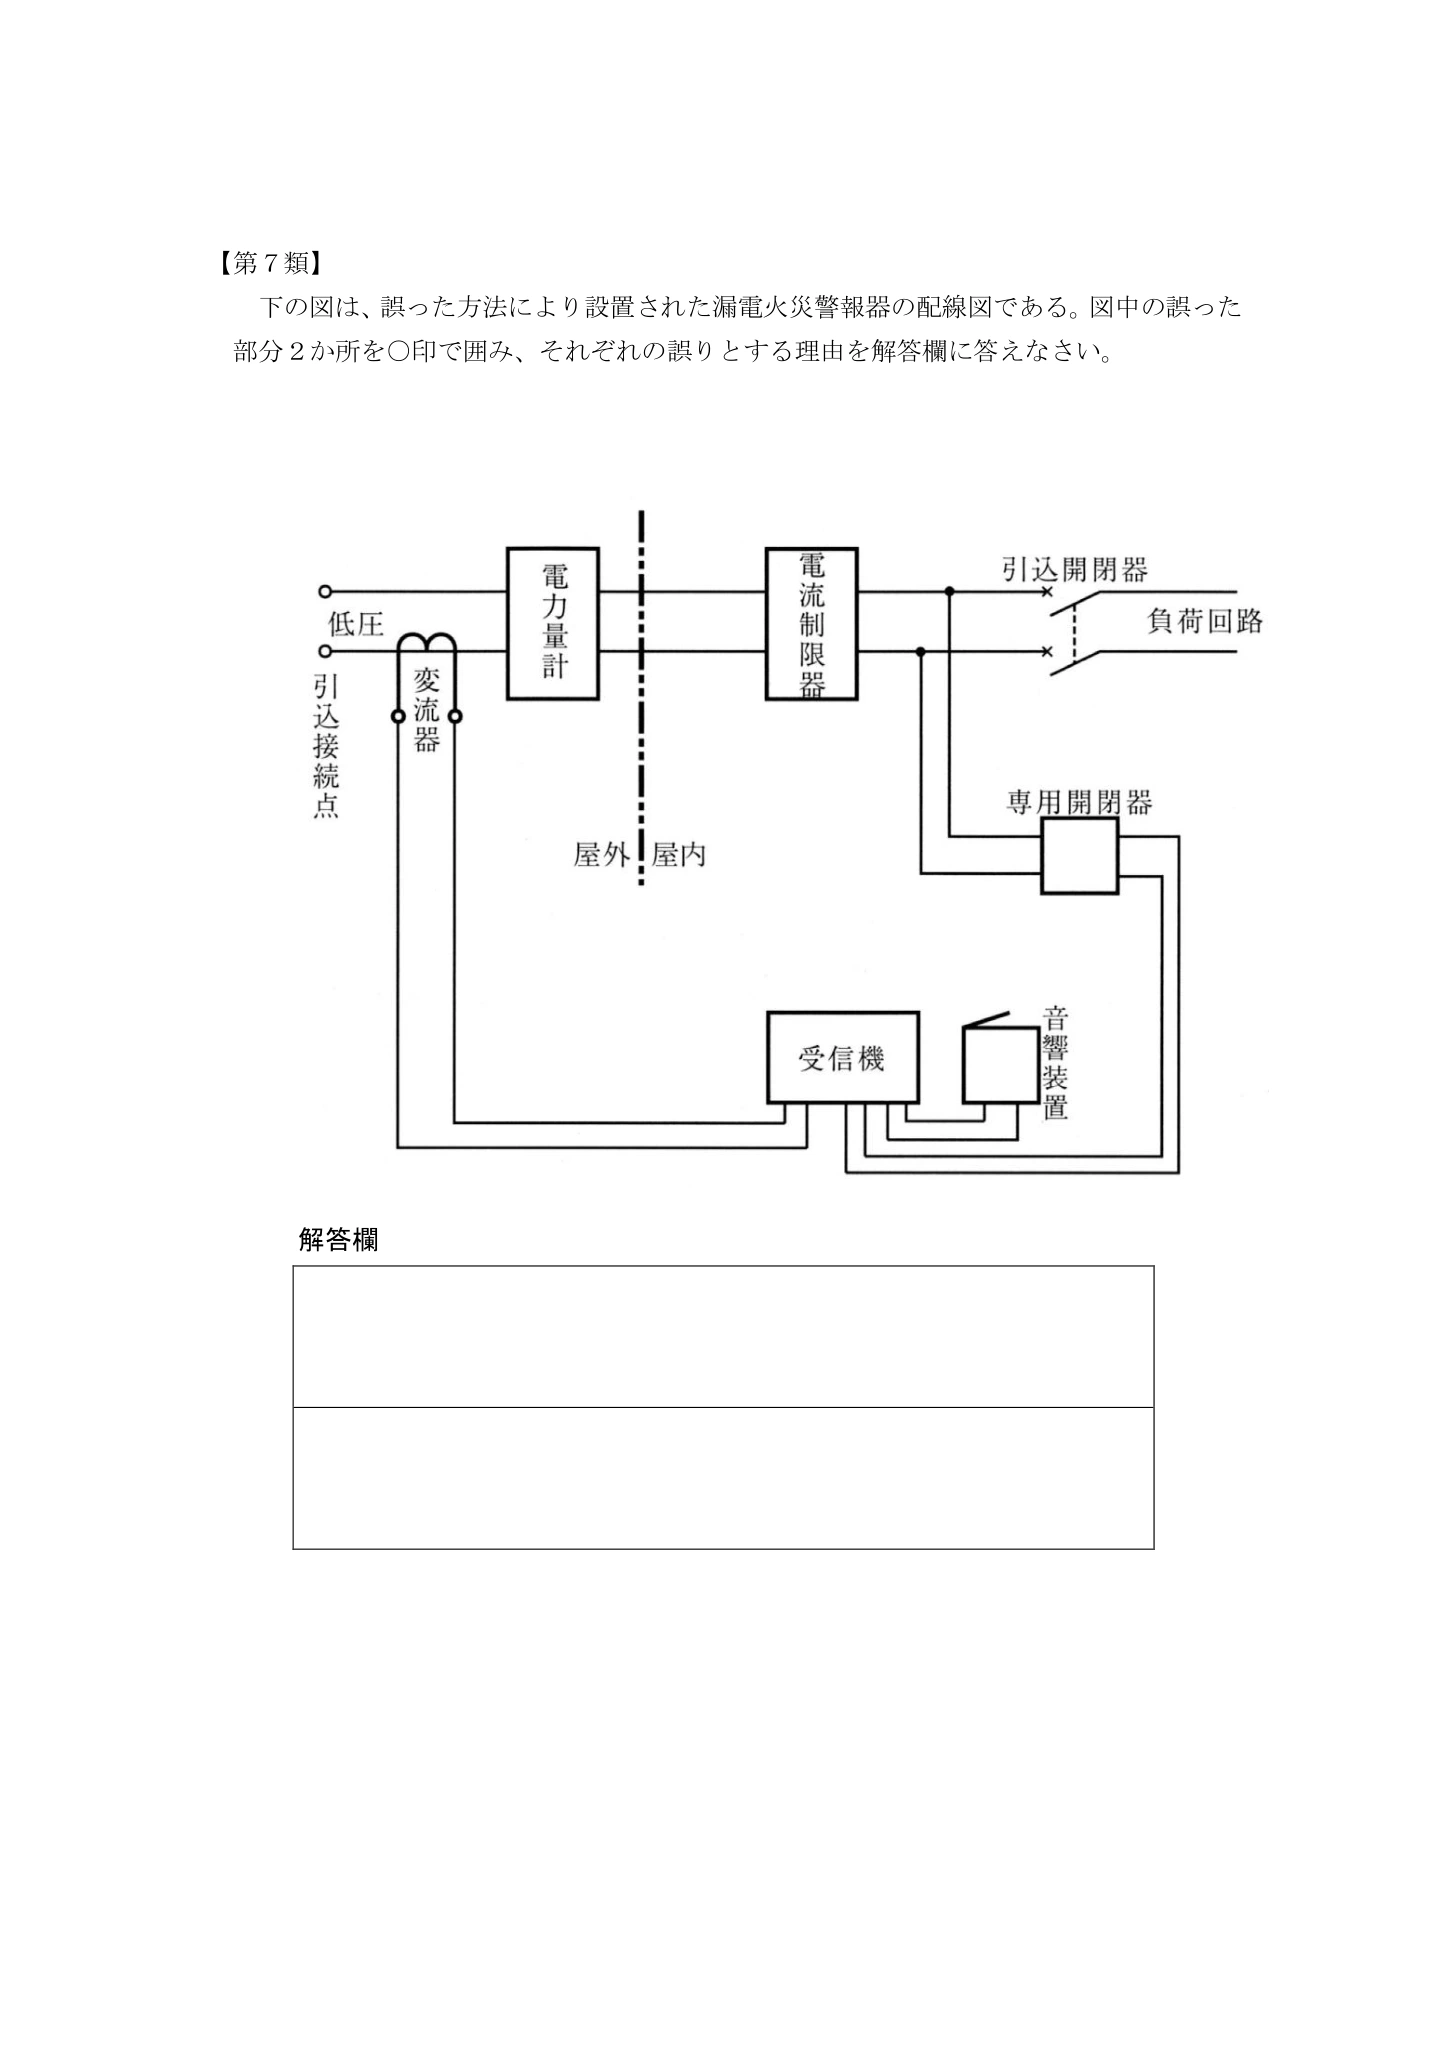 【第７類】
下の図は、誤った方法により設置された漏電火災警報器の配線図である。図中の誤った
部分２か所を○印で囲み、それぞれの誤りとする理由を解答欄に答えなさい。
電力量計
電流制限器
引込開閉器
低圧
負荷回路
引込接続点
変流器
専用開閉器
屋外
屋内
受信機
音響装置
解答欄